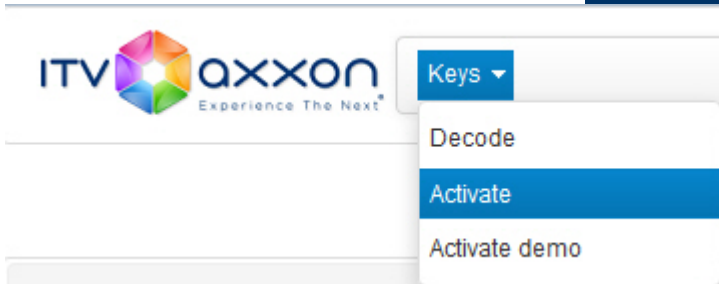 ITV axxon
Experience The Next®
Keys
Decode
Activate
Activate demo